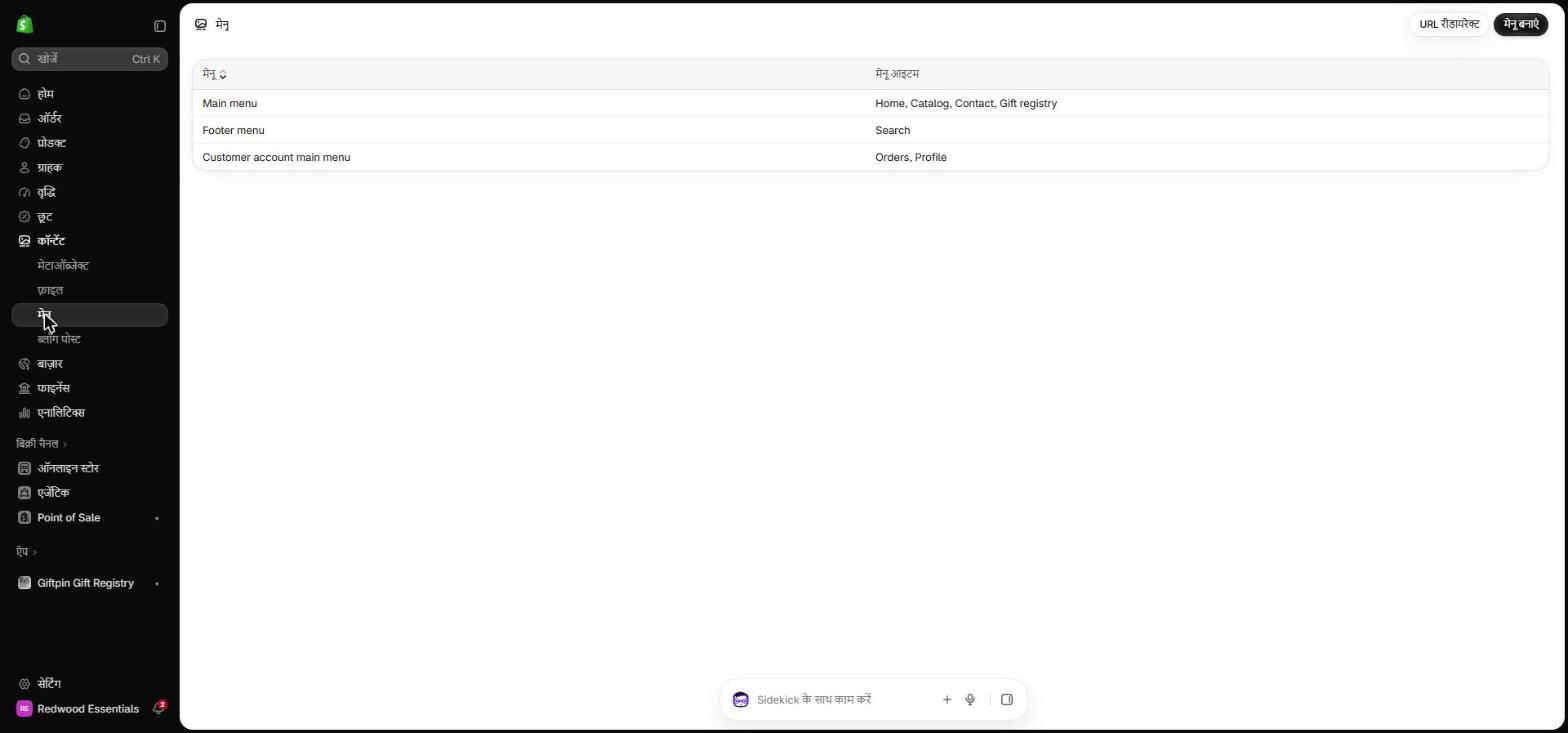 खोजें Ctrl K
होम
ऑर्डर
प्रोडक्ट
ग्राहक
वृद्धि
छूट
कॉन्टेंट
मेटाऑब्जेक्ट
फ़ाइल
मेनू
ब्लॉग पोस्ट
बाज़ार
फाइनेंस
एनालिटिक्स
बिक्री चैनल
ऑनलाइन स्टोर
एजेंटिक
Point of Sale
ऐप
Giftpin Gift Registry
सेटिंग
RE Redwood Essentials 2
मेनू URL रीडायरेक्ट मेनू बनाएं
मेनू मेनू आइटम
Main menu Home, Catalog, Contact, Gift registry
Footer menu Search
Customer account main menu Orders, Profile
Sidekick के साथ काम करें